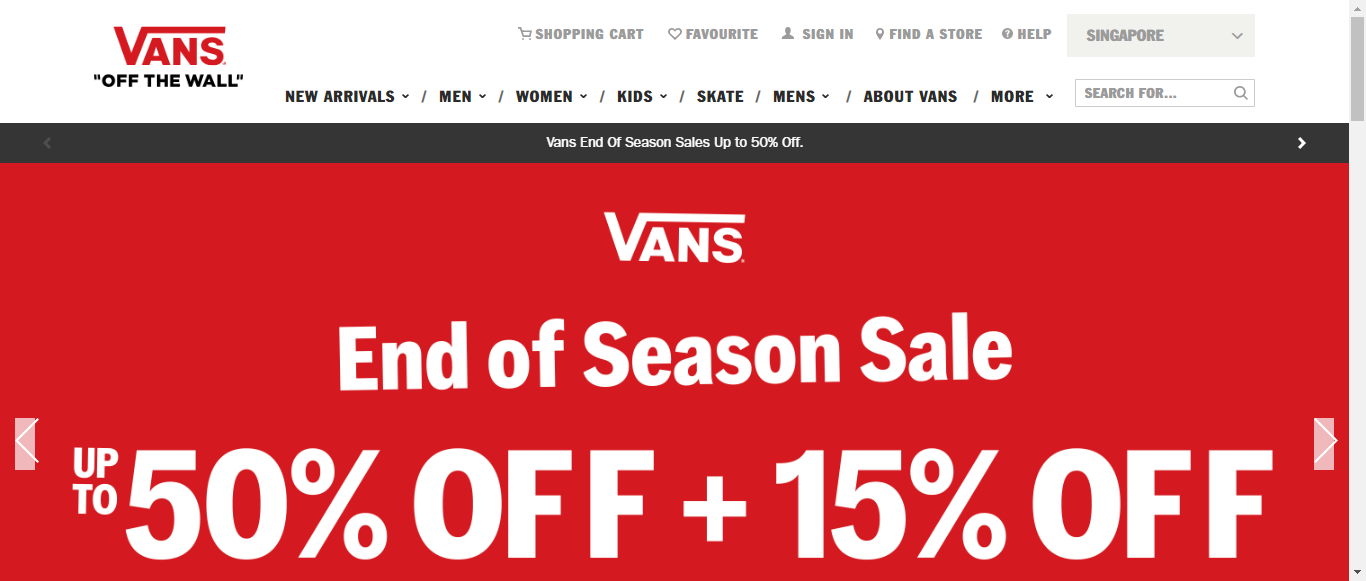 VANS
"OFF THE WALL"
SHOPPING CART FAVOURITE SIGN IN FIND A STORE HELP SINGAPORE
NEW ARRIVALS / MEN / WOMEN / KIDS / SKATE / MENS / ABOUT VANS / MORE SEARCH FOR...
Vans End Of Season Sales Up to 50% Off.
VANS
End of Season Sale
UP TO 50% OFF + 15% OFF